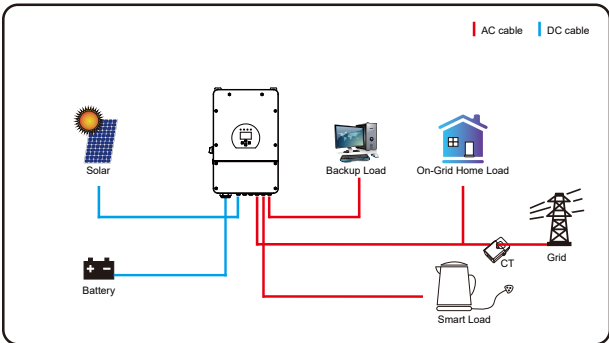 AC cable
DC cable
Solar
Backup Load
On-Grid Home Load
CT
Grid
Battery
Smart Load